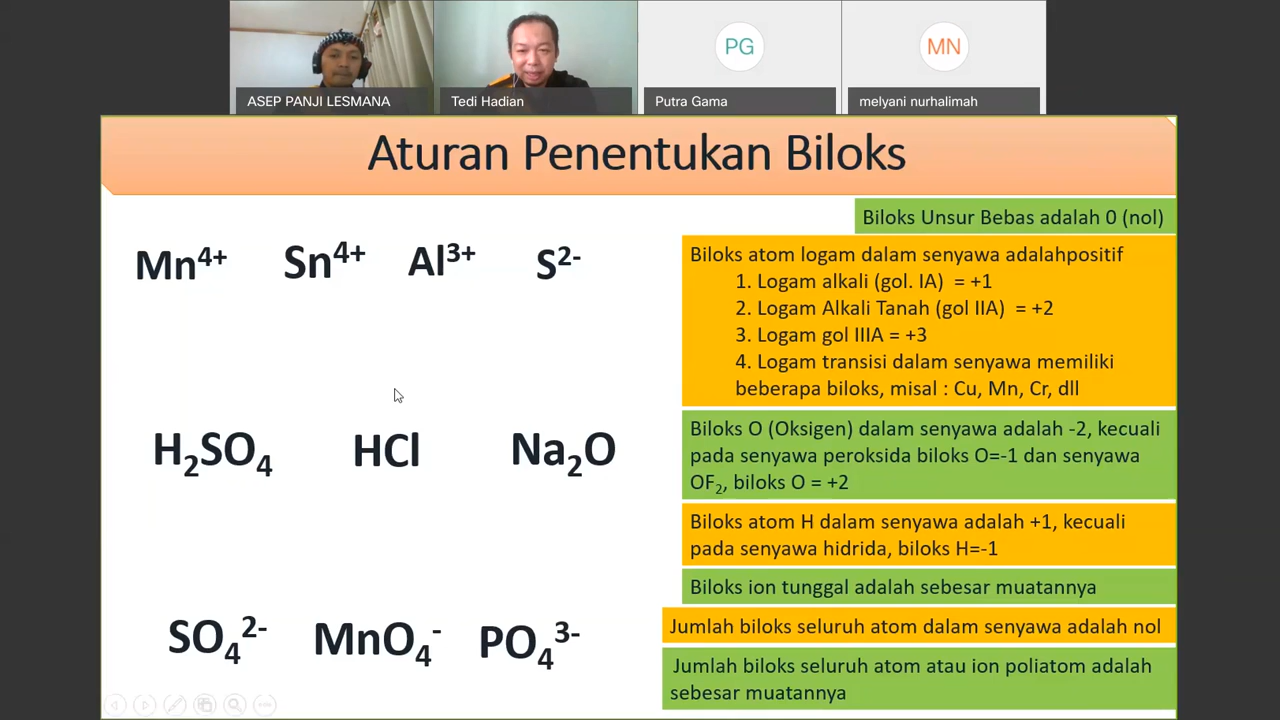 PG
MN
ASEP PANJI LESMANA
Tedi Hadian
Putra Gama
melyani nurhalimah
Aturan Penentukan Biloks
Mn⁴⁺ Sn⁴⁺ Al³⁺ S²⁻
H₂SO₄ HCl Na₂O
SO₄²⁻ MnO₄⁻ PO₄³⁻
Biloks Unsur Bebas adalah 0 (nol)
Biloks atom logam dalam senyawa adalahpositif
1. Logam alkali (gol. IA) = +1
2. Logam Alkali Tanah (gol IIA) = +2
3. Logam gol IIIA = +3
4. Logam transisi dalam senyawa memiliki
beberapa biloks, misal : Cu, Mn, Cr, dll
Biloks O (Oksigen) dalam senyawa adalah -2, kecuali
pada senyawa peroksida biloks O=-1 dan senyawa
OF₂, biloks O = +2
Biloks atom H dalam senyawa adalah +1, kecuali
pada senyawa hidrida, biloks H=-1
Biloks ion tunggal adalah sebesar muatannya
Jumlah biloks seluruh atom dalam senyawa adalah nol
Jumlah biloks seluruh atom atau ion poliatom adalah
sebesar muatannya